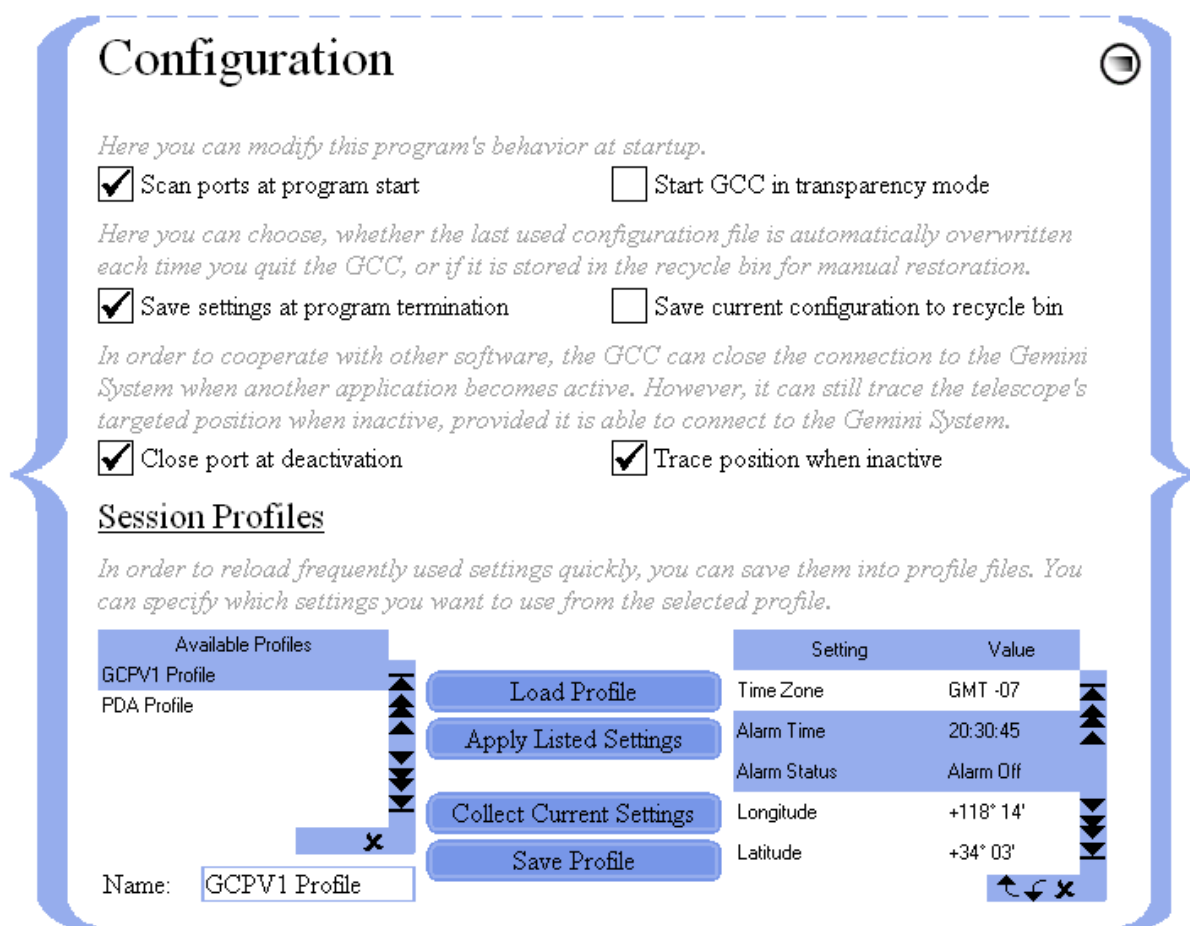 Configuration
Here you can modify this program's behavior at startup.
Scan ports at program start
Start GCC in transparency mode
Here you can choose, whether the last used configuration file is automatically overwritten
each time you quit the GCC, or if it is stored in the recycle bin for manual restoration.
Save settings at program termination
Save current configuration to recycle bin
In order to cooperate with other software, the GCC can close the connection to the Gemini
System when another application becomes active. However, it can still trace the telescope's
targeted position when inactive, provided it is able to connect to the Gemini System.
Close port at deactivation
Trace position when inactive
Session Profiles
In order to reload frequently used settings quickly, you can save them into profile files. You
can specify which settings you want to use from the selected profile.
Available Profiles
GCPV1 Profile
PDA Profile
Name: GCPV1 Profile
Load Profile
Apply Listed Settings
Collect Current Settings
Save Profile
Setting Value
Time Zone GMT -07
Alarm Time 20:30:45
Alarm Status Alarm Off
Longitude +118° 14'
Latitude +34° 03'